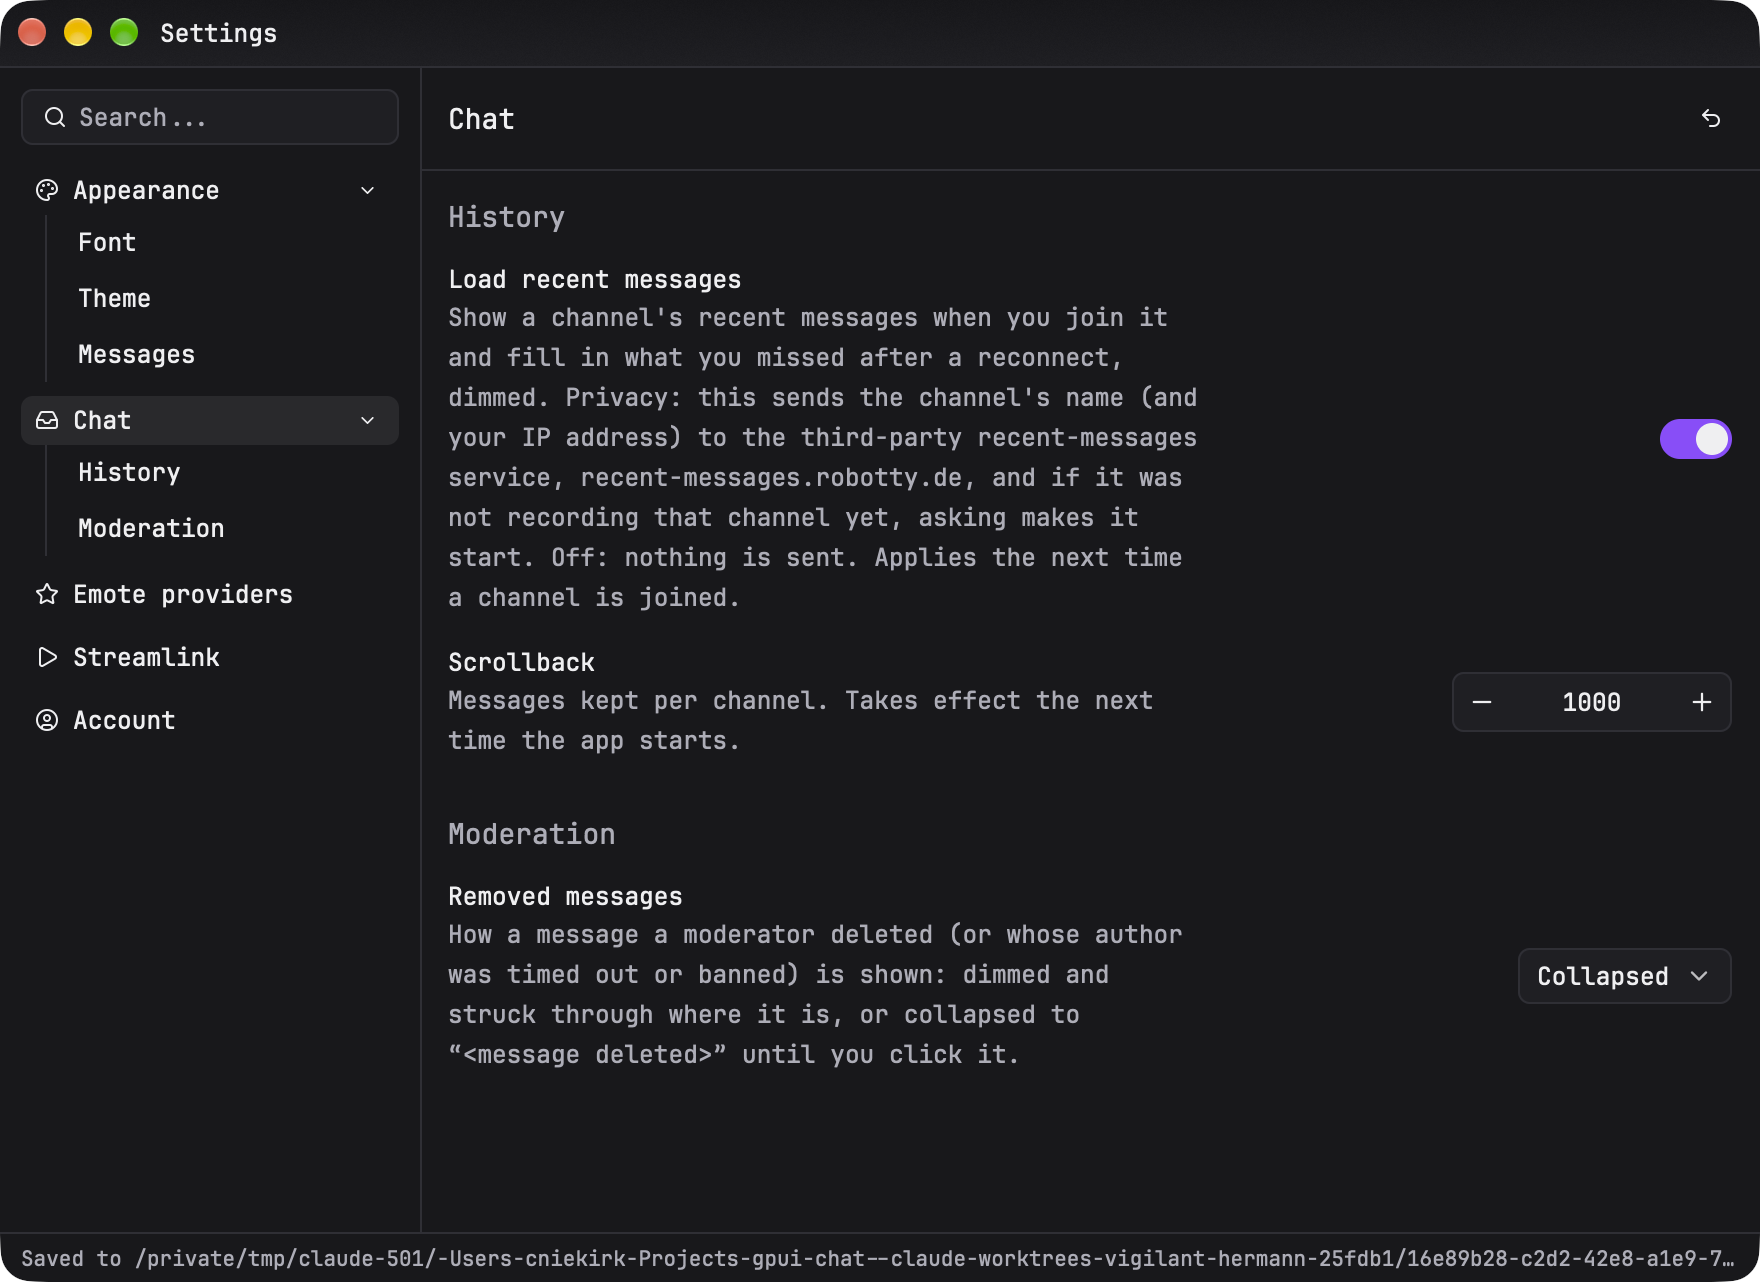 Settings
Search...
Appearance
Font
Theme
Messages
Chat
History
Moderation
Emote providers
Streamlink
Account
Chat
History
Load recent messages
Show a channel's recent messages when you join it
and fill in what you missed after a reconnect,
dimmed. Privacy: this sends the channel's name (and
your IP address) to the third-party recent-messages
service, recent-messages.robotty.de, and if it was
not recording that channel yet, asking makes it
start. Off: nothing is sent. Applies the next time
a channel is joined.
Scrollback
Messages kept per channel. Takes effect the next
time the app starts.
1000
Moderation
Removed messages
How a message a moderator deleted (or whose author
was timed out or banned) is shown: dimmed and
struck through where it is, or collapsed to
“<message deleted>” until you click it.
Collapsed
Saved to /private/tmp/claude-501/-Users-cniekirk-Projects-gpui-chat--claude-worktrees-vigilant-hermann-25fdb1/16e89b28-c2d2-42e8-a1e9-7…